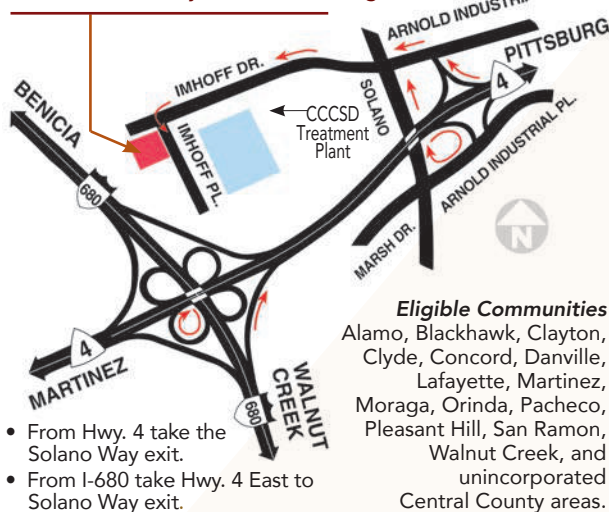 ARNOLD INDUSTRIAL
PITTSBURG
4
IMHOFF DR.
SOLANO
BENICIA
CCCSD
Treatment
Plant
IMHOFF PL.
ARNOLD INDUSTRIAL PL.
680
MARSH DR.
N
4
MARTINEZ
WALNUT
CREEK
680
Eligible Communities
Alamo, Blackhawk, Clayton,
Clyde, Concord, Danville,
Lafayette, Martinez,
Moraga, Orinda, Pacheco,
Pleasant Hill, San Ramon,
Walnut Creek, and
unincorporated
Central County areas.
• From Hwy. 4 take the
Solano Way exit.
• From I-680 take Hwy. 4 East to
Solano Way exit.